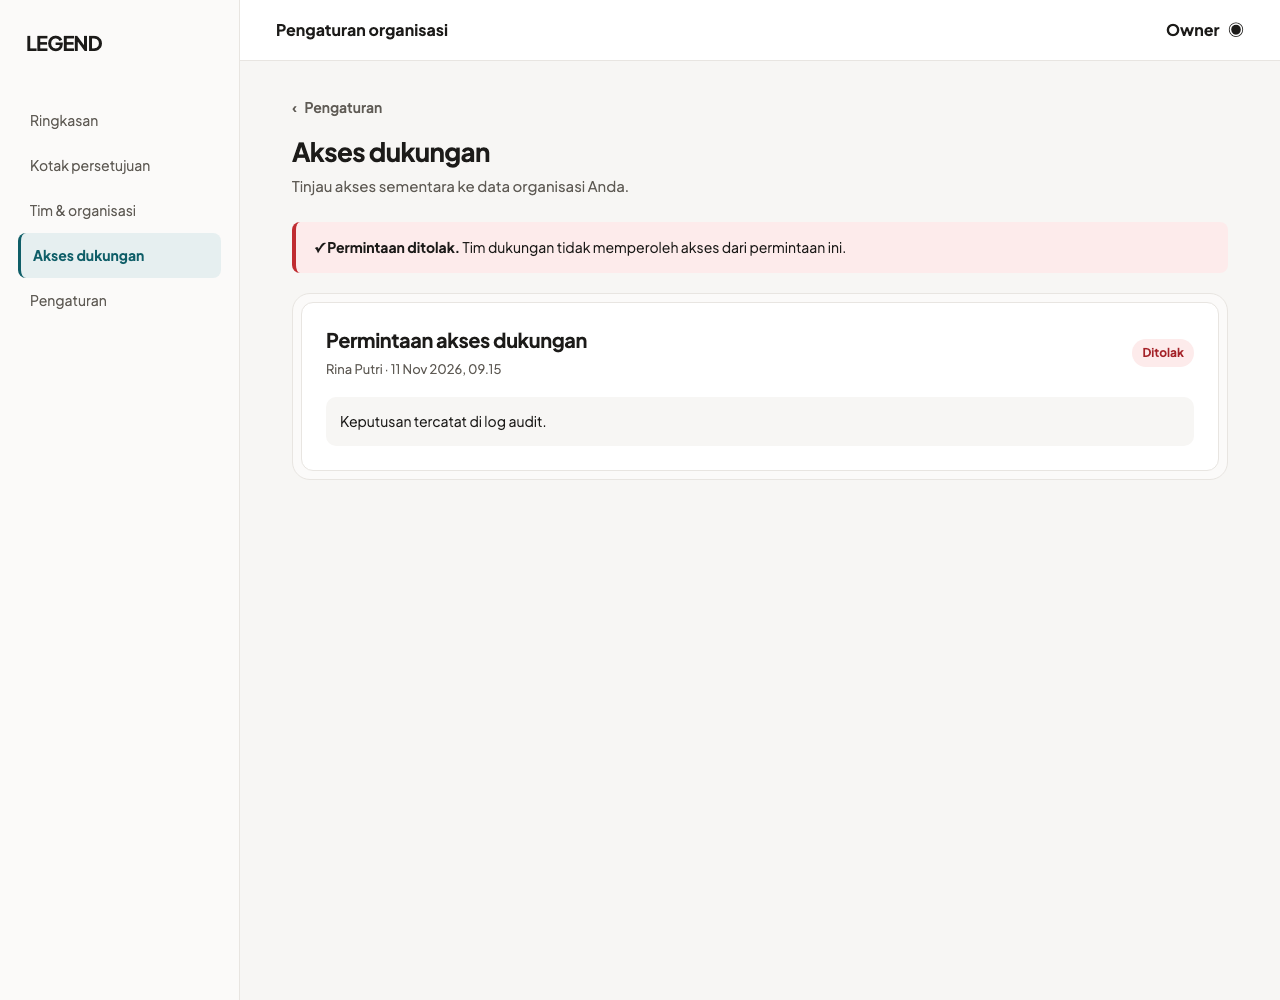 LEGEND
Ringkasan
Kotak persetujuan
Tim & organisasi
Akses dukungan
Pengaturan
Pengaturan organisasi
Owner ◉
‹ Pengaturan
Akses dukungan
Tinjau akses sementara ke data organisasi Anda.
✓Permintaan ditolak. Tim dukungan tidak memperoleh akses dari permintaan ini.
Permintaan akses dukungan
Rina Putri · 11 Nov 2026, 09.15
Ditolak
Keputusan tercatat di log audit.